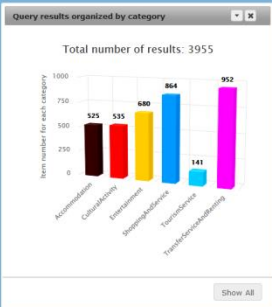 Query results organized by category
Total number of results: 3955
Item number for each category
1000
750
500
250
0
525
535
680
864
141
952
Accommodation
CulturalActivity
Entertainment
ShoppingAndService
TourismService
TransferServiceAndRenting
Show All